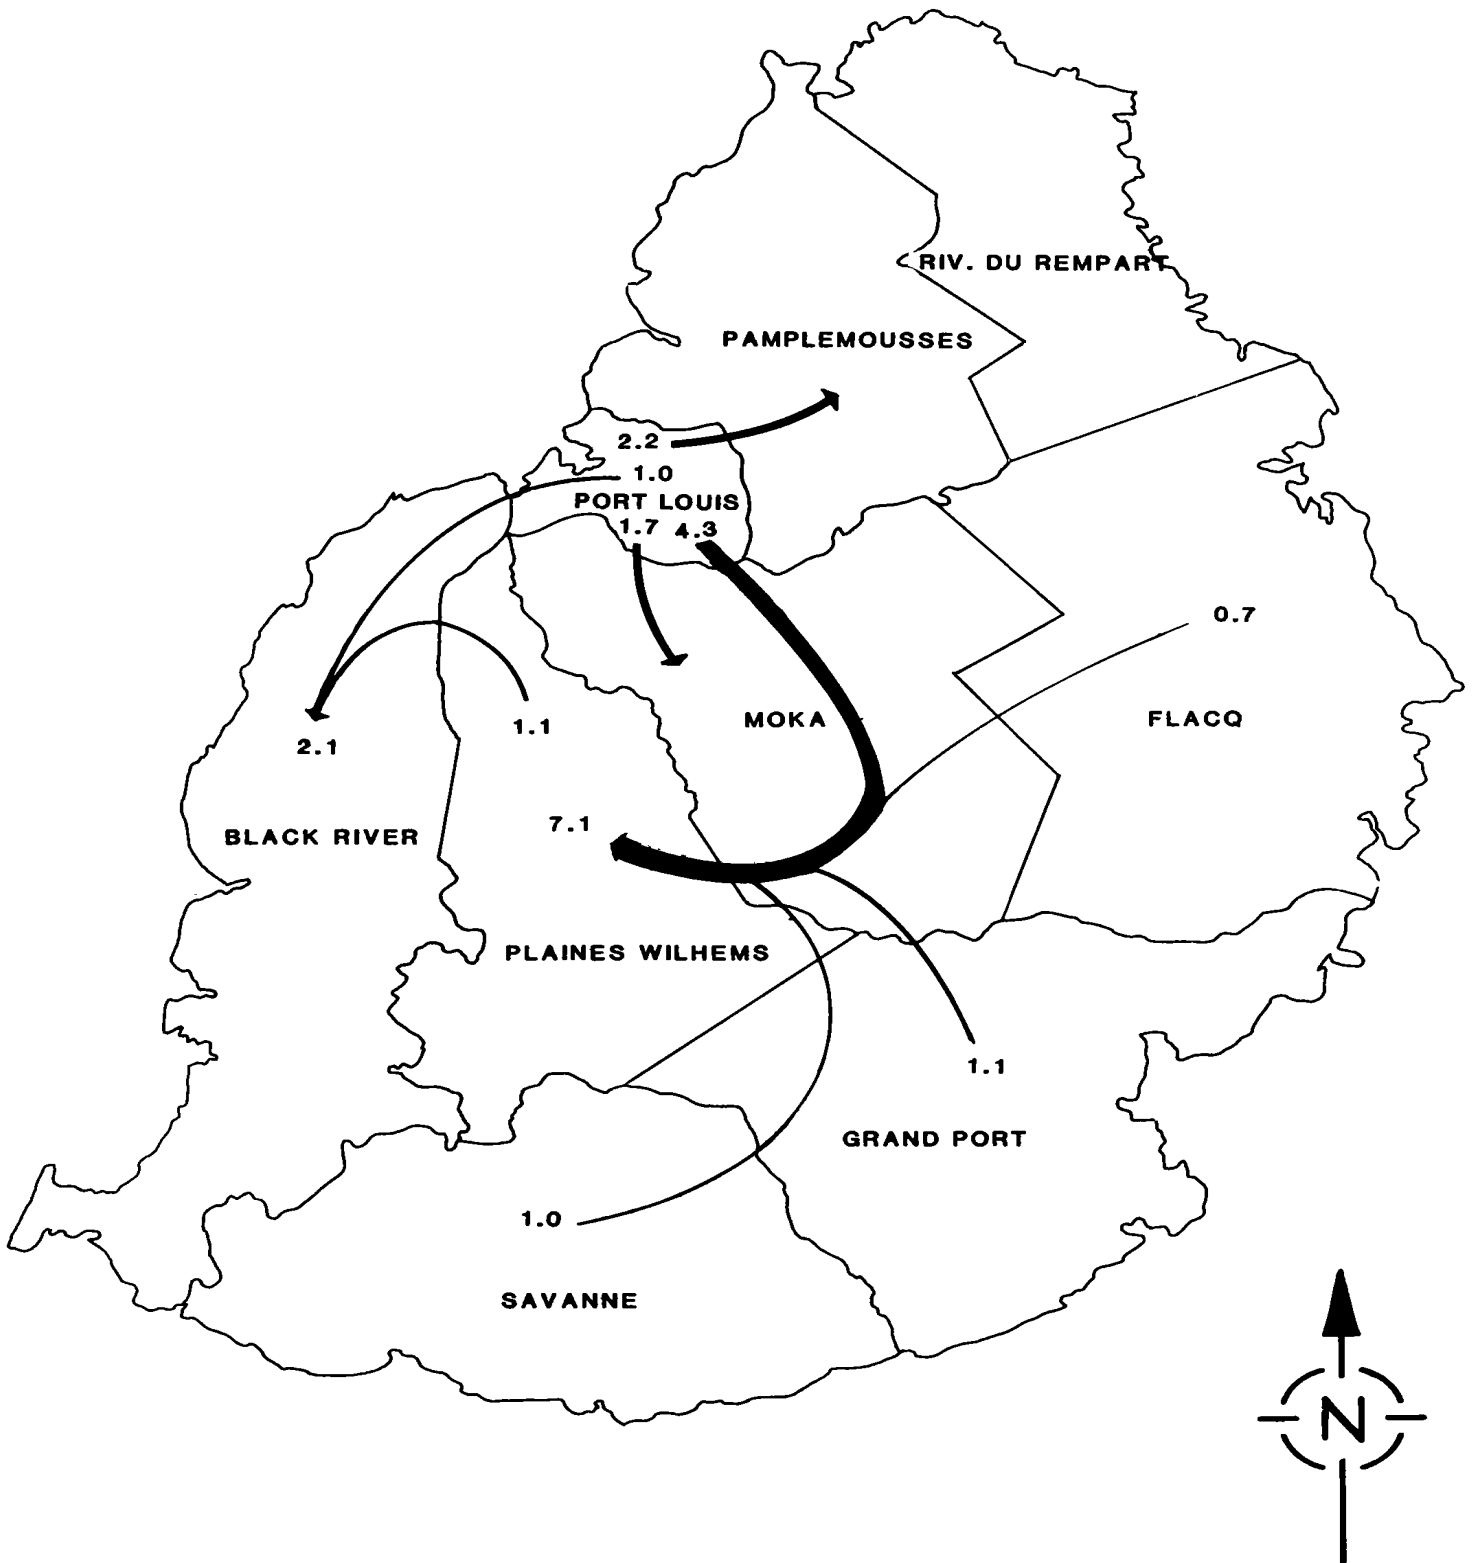 RIV. DU REMPART
PAMPLEMOUSSES
2.2
1.0
PORT LOUIS
1.7 4.3
0.7
MOKA
FLACQ
1.1
2.1
7.1
BLACK RIVER
PLAINES WILHEMS
1.1
GRAND PORT
1.0
SAVANNE
N